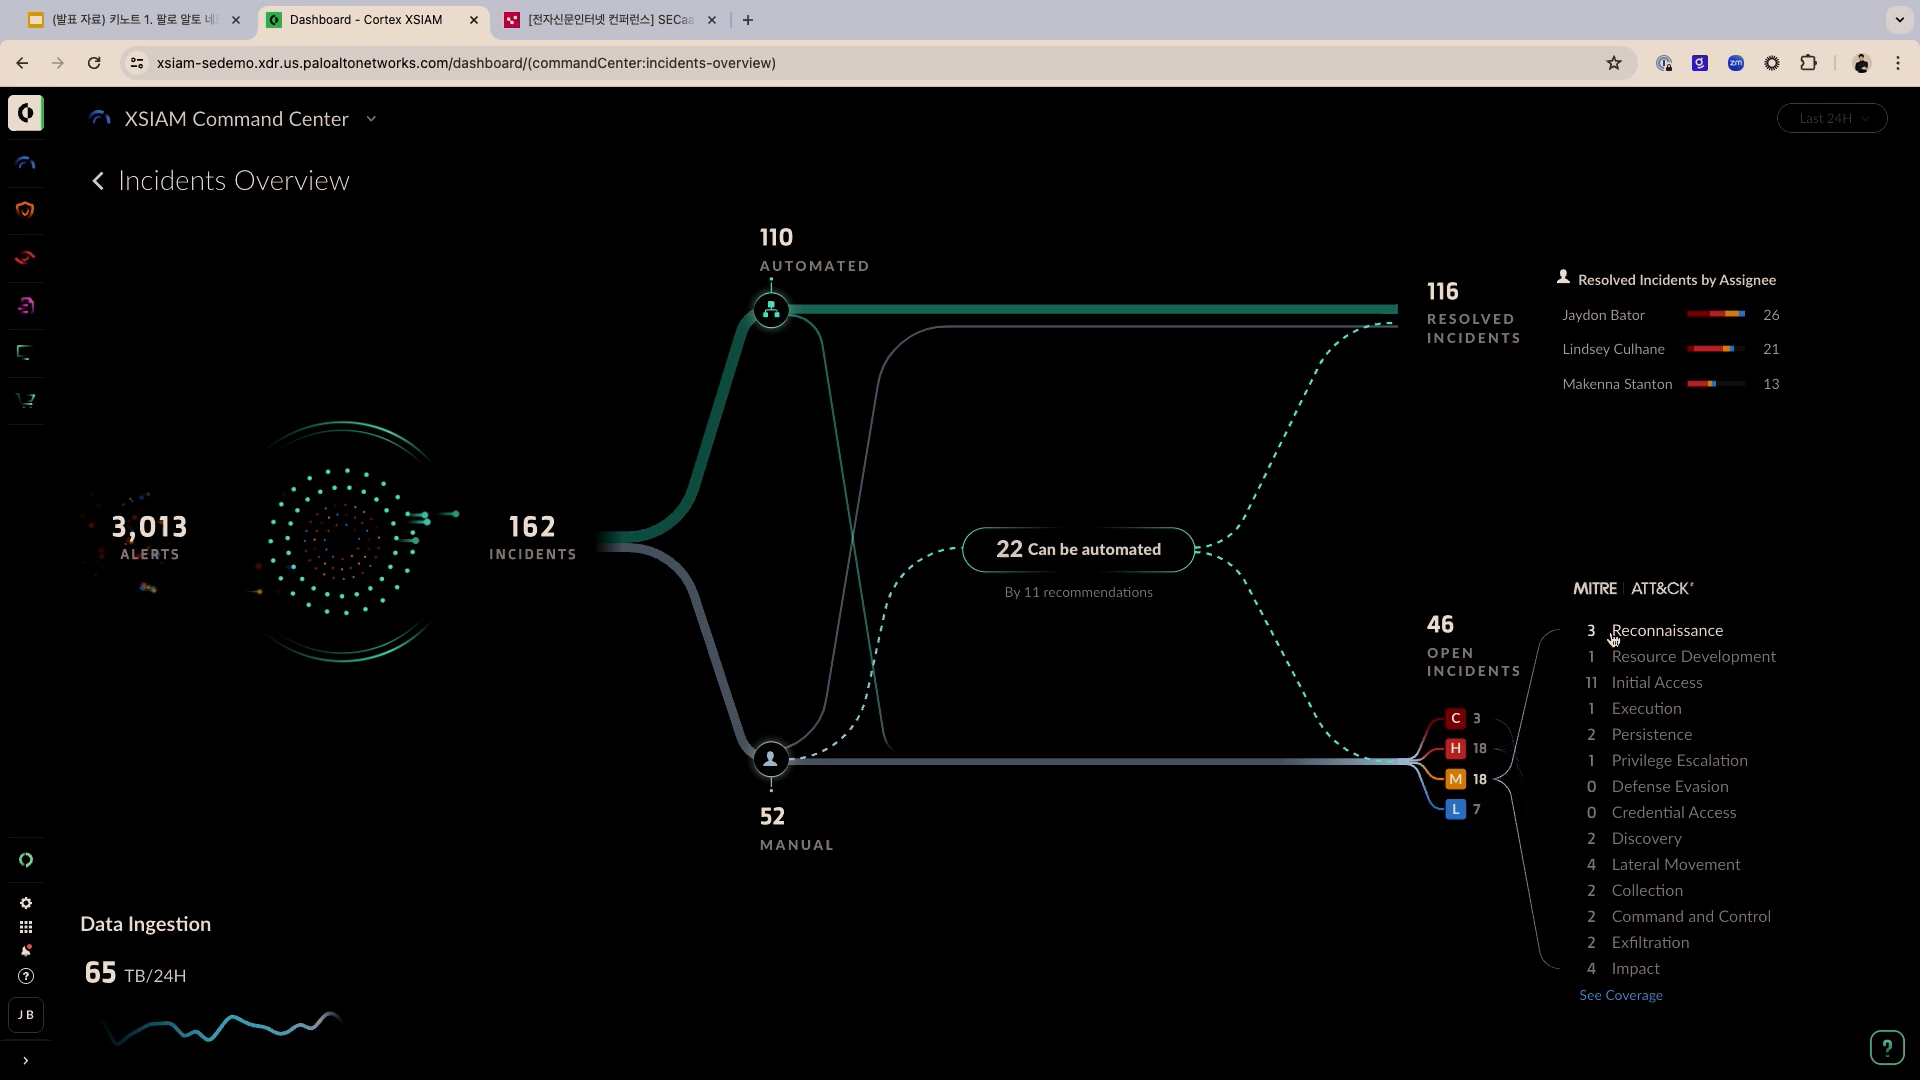 (발표 자료) 키노트 1. 팔로 알토 네
Dashboard - Cortex XSIAM
[전자신문인터넷 컨퍼런스] SECaa
xsiam-sedemo.xdr.us.paloaltonetworks.com/dashboard/(commandCenter:incidents-overview)
zm
XSIAM Command Center
Last 24H
Incidents Overview
110
AUTOMATED
116
RESOLVED
INCIDENTS
Resolved Incidents by Assignee
Jaydon Bator 26
Lindsey Culhane 21
Makenna Stanton 13
3,013
ALERTS
162
INCIDENTS
22 Can be automated
By 11 recommendations
46
OPEN
INCIDENTS
C 3
H 18
M 18
L 7
MITRE | ATT&CK®
3 Reconnaissance
1 Resource Development
11 Initial Access
1 Execution
2 Persistence
1 Privilege Escalation
0 Defense Evasion
0 Credential Access
2 Discovery
4 Lateral Movement
2 Collection
2 Command and Control
2 Exfiltration
4 Impact
See Coverage
52
MANUAL
Data Ingestion
65 TB/24H
J B
?